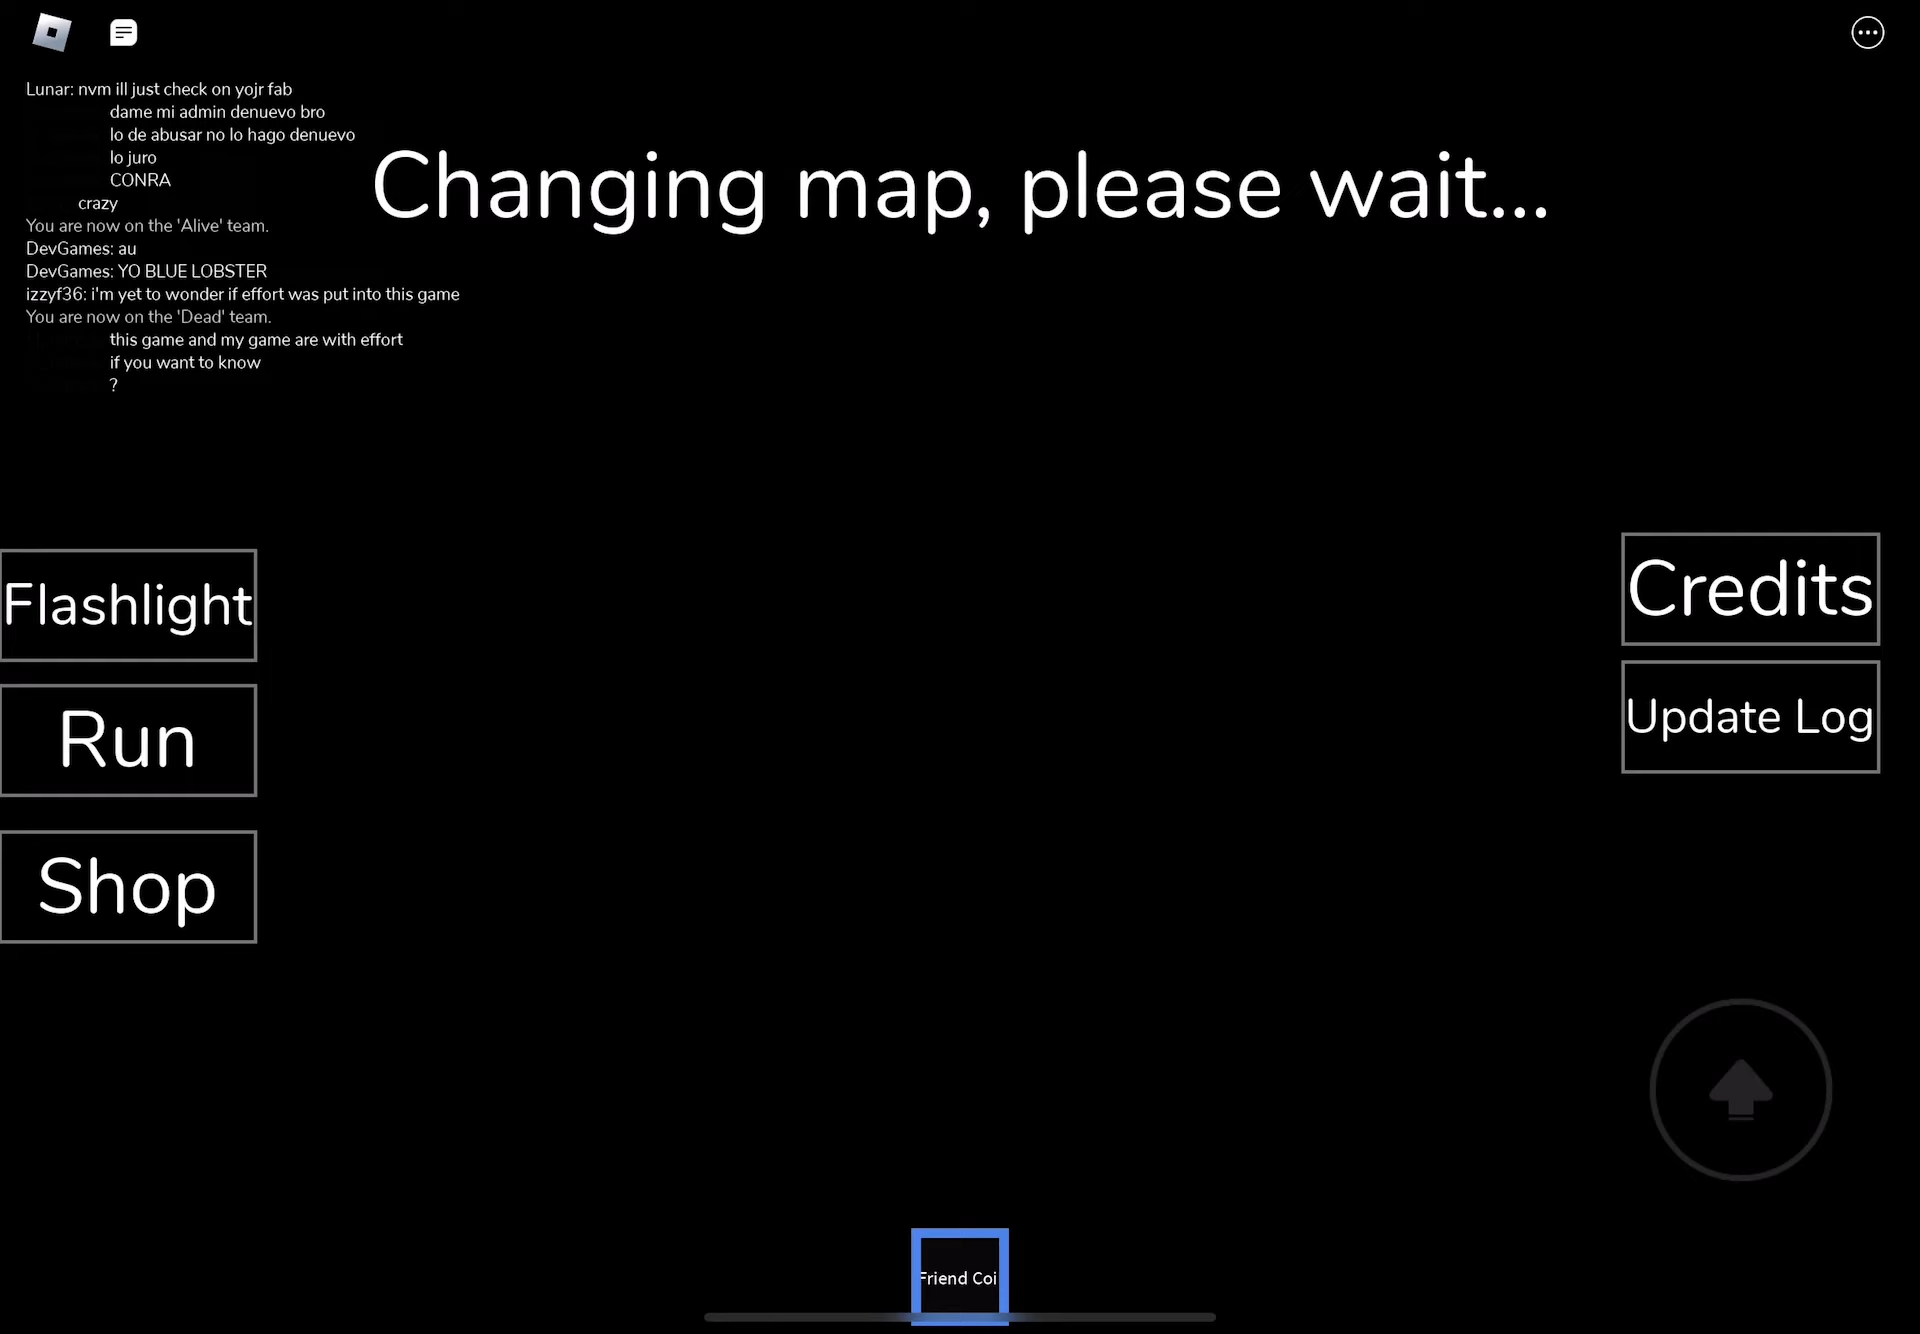 Lunar: nvm ill just check on yojr fab
dame mi admin denuevo bro
lo de abusar no lo hago denuevo
lo juro
CONRA
crazy
You are now on the 'Alive' team.
DevGames: au
DevGames: YO BLUE LOBSTER
izzyf36: i'm yet to wonder if effort was put into this game
You are now on the 'Dead' team.
this game and my game are with effort
if you want to know
?
Changing map, please wait...
Flashlight
Run
Shop
Credits
Update Log
Friend Coi